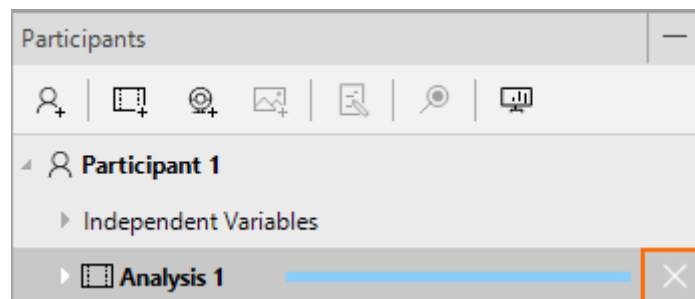 Participants
Participant 1
Independent Variables
Analysis 1